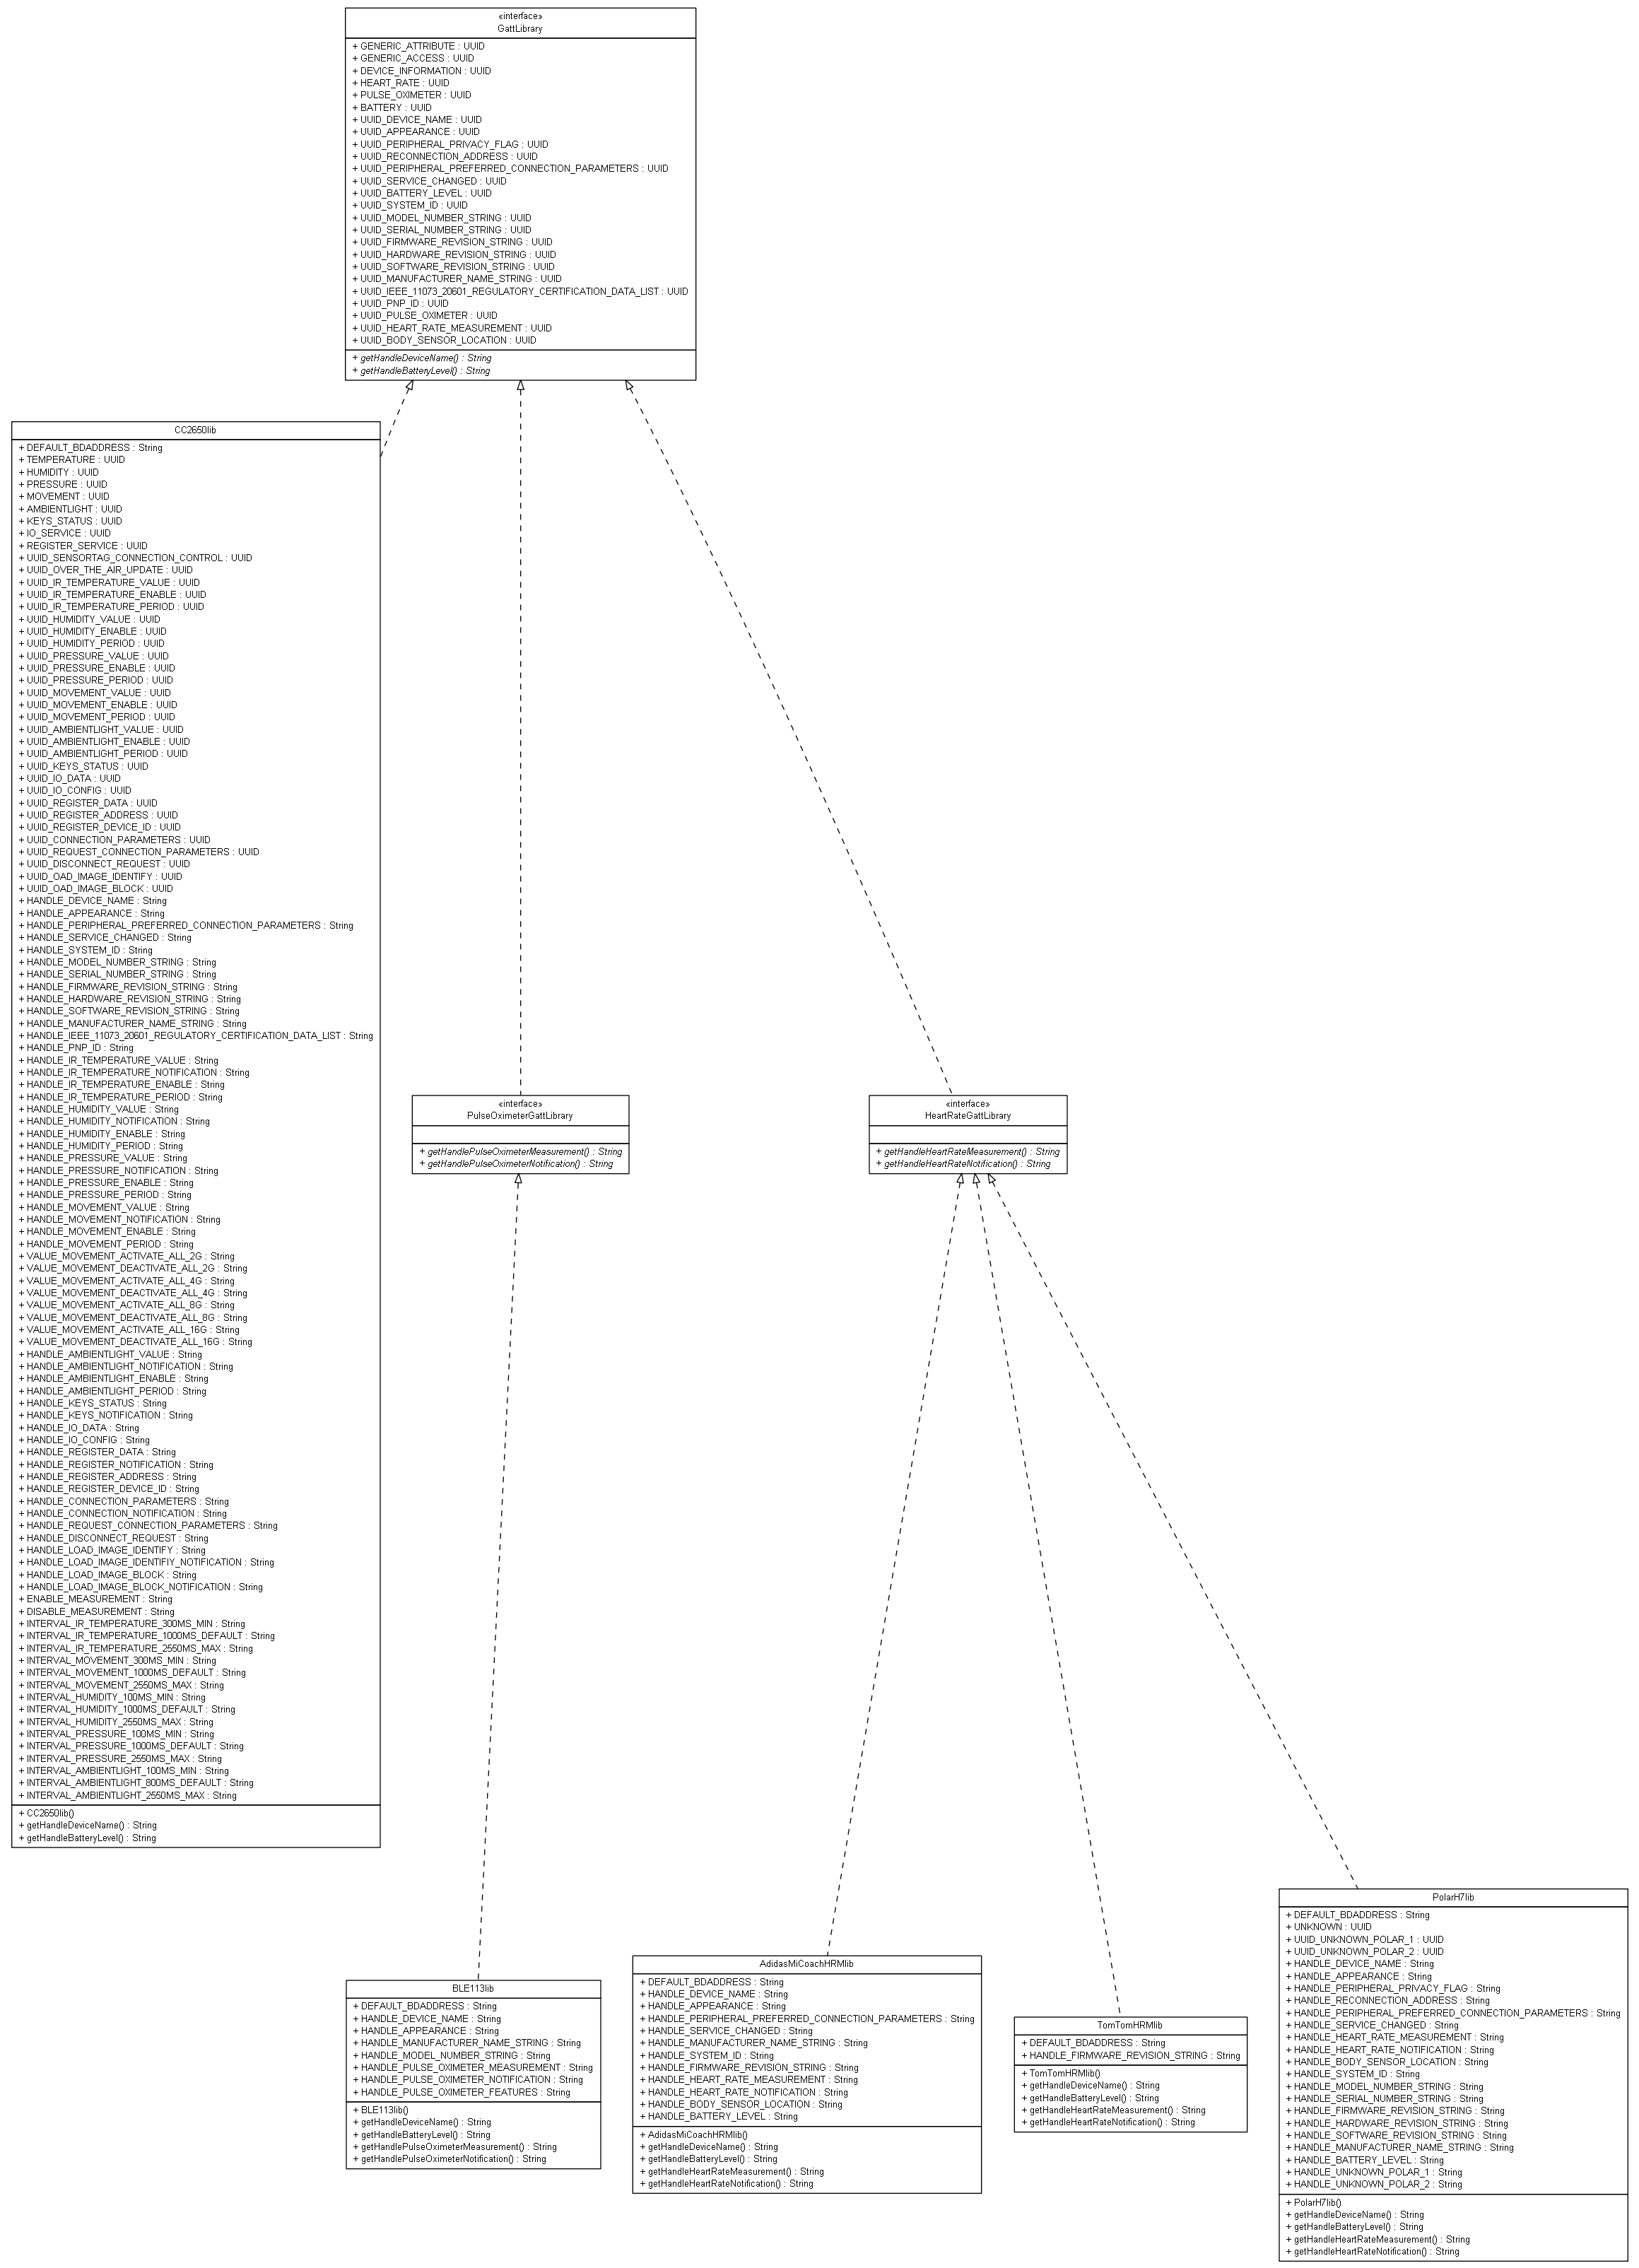 «interface»
GattLibrary
+ GENERIC_ATTRIBUTE : UUID
+ GENERIC_ACCESS : UUID
+ DEVICE_INFORMATION : UUID
+ HEART_RATE : UUID
+ PULSE_OXIMETER : UUID
+ BATTERY : UUID
+ UUID_DEVICE_NAME : UUID
+ UUID_APPEARANCE : UUID
+ UUID_PERIPHERAL_PRIVACY_FLAG : UUID
+ UUID_RECONNECTION_ADDRESS : UUID
+ UUID_PERIPHERAL_PREFERRED_CONNECTION_PARAMETERS : UUID
+ UUID_SERVICE_CHANGED : UUID
+ UUID_BATTERY_LEVEL : UUID
+ UUID_SYSTEM_ID : UUID
+ UUID_MODEL_NUMBER_STRING : UUID
+ UUID_SERIAL_NUMBER_STRING : UUID
+ UUID_FIRMWARE_REVISION_STRING : UUID
+ UUID_HARDWARE_REVISION_STRING : UUID
+ UUID_SOFTWARE_REVISION_STRING : UUID
+ UUID_MANUFACTURER_NAME_STRING : UUID
+ UUID_IEEE_11073_20601_REGULATORY_CERTIFICATION_DATA_LIST : UUID
+ UUID_PNP_ID : UUID
+ UUID_PULSE_OXIMETER : UUID
+ UUID_HEART_RATE_MEASUREMENT : UUID
+ UUID_BODY_SENSOR_LOCATION : UUID
+ getHandleDeviceName() : String
+ getHandleBatteryLevel() : String
CC2650lib
+ DEFAULT_BDADDRESS : String
+ TEMPERATURE : UUID
+ HUMIDITY : UUID
+ PRESSURE : UUID
+ MOVEMENT : UUID
+ AMBIENTLIGHT : UUID
+ KEYS_STATUS : UUID
+ IO_SERVICE : UUID
+ REGISTER_SERVICE : UUID
+ UUID_SENSORTAG_CONNECTION_CONTROL : UUID
+ UUID_OVER_THE_AIR_UPDATE : UUID
+ UUID_IR_TEMPERATURE_VALUE : UUID
+ UUID_IR_TEMPERATURE_ENABLE : UUID
+ UUID_IR_TEMPERATURE_PERIOD : UUID
+ UUID_HUMIDITY_VALUE : UUID
+ UUID_HUMIDITY_ENABLE : UUID
+ UUID_HUMIDITY_PERIOD : UUID
+ UUID_PRESSURE_VALUE : UUID
+ UUID_PRESSURE_ENABLE : UUID
+ UUID_PRESSURE_PERIOD : UUID
+ UUID_MOVEMENT_VALUE : UUID
+ UUID_MOVEMENT_ENABLE : UUID
+ UUID_MOVEMENT_PERIOD : UUID
+ UUID_AMBIENTLIGHT_VALUE : UUID
+ UUID_AMBIENTLIGHT_ENABLE : UUID
+ UUID_AMBIENTLIGHT_PERIOD : UUID
+ UUID_KEYS_STATUS : UUID
+ UUID_IO_DATA : UUID
+ UUID_IO_CONFIG : UUID
+ UUID_REGISTER_DATA : UUID
+ UUID_REGISTER_ADDRESS : UUID
+ UUID_REGISTER_DEVICE_ID : UUID
+ UUID_CONNECTION_PARAMETERS : UUID
+ UUID_REQUEST_CONNECTION_PARAMETERS : UUID
+ UUID_DISCONNECT_REQUEST : UUID
+ UUID_OAD_IMAGE_IDENTIFY : UUID
+ UUID_OAD_IMAGE_BLOCK : UUID
+ HANDLE_DEVICE_NAME : String
+ HANDLE_APPEARANCE : String
+ HANDLE_PERIPHERAL_PREFERRED_CONNECTION_PARAMETERS : String
+ HANDLE_SERVICE_CHANGED : String
+ HANDLE_SYSTEM_ID : String
+ HANDLE_MODEL_NUMBER_STRING : String
+ HANDLE_SERIAL_NUMBER_STRING : String
+ HANDLE_FIRMWARE_REVISION_STRING : String
+ HANDLE_HARDWARE_REVISION_STRING : String
+ HANDLE_SOFTWARE_REVISION_STRING : String
+ HANDLE_MANUFACTURER_NAME_STRING : String
+ HANDLE_IEEE_11073_20601_REGULATORY_CERTIFICATION_DATA_LIST : String
+ HANDLE_PNP_ID : String
+ HANDLE_IR_TEMPERATURE_VALUE : String
+ HANDLE_IR_TEMPERATURE_NOTIFICATION : String
+ HANDLE_IR_TEMPERATURE_ENABLE : String
+ HANDLE_IR_TEMPERATURE_PERIOD : String
+ HANDLE_HUMIDITY_VALUE : String
+ HANDLE_HUMIDITY_NOTIFICATION : String
+ HANDLE_HUMIDITY_ENABLE : String
+ HANDLE_HUMIDITY_PERIOD : String
+ HANDLE_PRESSURE_VALUE : String
+ HANDLE_PRESSURE_NOTIFICATION : String
+ HANDLE_PRESSURE_ENABLE : String
+ HANDLE_PRESSURE_PERIOD : String
+ HANDLE_MOVEMENT_VALUE : String
+ HANDLE_MOVEMENT_NOTIFICATION : String
+ HANDLE_MOVEMENT_ENABLE : String
+ HANDLE_MOVEMENT_PERIOD : String
+ VALUE_MOVEMENT_ACTIVATE_ALL_2G : String
+ VALUE_MOVEMENT_DEACTIVATE_ALL_2G : String
+ VALUE_MOVEMENT_ACTIVATE_ALL_4G : String
+ VALUE_MOVEMENT_DEACTIVATE_ALL_4G : String
+ VALUE_MOVEMENT_ACTIVATE_ALL_8G : String
+ VALUE_MOVEMENT_DEACTIVATE_ALL_8G : String
+ VALUE_MOVEMENT_ACTIVATE_ALL_16G : String
+ VALUE_MOVEMENT_DEACTIVATE_ALL_16G : String
+ HANDLE_AMBIENTLIGHT_VALUE : String
+ HANDLE_AMBIENTLIGHT_NOTIFICATION : String
+ HANDLE_AMBIENTLIGHT_ENABLE : String
+ HANDLE_AMBIENTLIGHT_PERIOD : String
+ HANDLE_KEYS_STATUS : String
+ HANDLE_KEYS_NOTIFICATION : String
+ HANDLE_IO_DATA : String
+ HANDLE_IO_CONFIG : String
+ HANDLE_REGISTER_DATA : String
+ HANDLE_REGISTER_NOTIFICATION : String
+ HANDLE_REGISTER_ADDRESS : String
+ HANDLE_REGISTER_DEVICE_ID : String
+ HANDLE_CONNECTION_PARAMETERS : String
+ HANDLE_CONNECTION_NOTIFICATION : String
+ HANDLE_REQUEST_CONNECTION_PARAMETERS : String
+ HANDLE_DISCONNECT_REQUEST : String
+ HANDLE_LOAD_IMAGE_IDENTIFY : String
+ HANDLE_LOAD_IMAGE_IDENTIFIY_NOTIFICATION : String
+ HANDLE_LOAD_IMAGE_BLOCK : String
+ HANDLE_LOAD_IMAGE_BLOCK_NOTIFICATION : String
+ ENABLE_MEASUREMENT : String
+ DISABLE_MEASUREMENT : String
+ INTERVAL_IR_TEMPERATURE_300MS_MIN : String
+ INTERVAL_IR_TEMPERATURE_1000MS_DEFAULT : String
+ INTERVAL_IR_TEMPERATURE_2550MS_MAX : String
+ INTERVAL_MOVEMENT_300MS_MIN : String
+ INTERVAL_MOVEMENT_1000MS_DEFAULT : String
+ INTERVAL_MOVEMENT_2550MS_MAX : String
+ INTERVAL_HUMIDITY_100MS_MIN : String
+ INTERVAL_HUMIDITY_1000MS_DEFAULT : String
+ INTERVAL_HUMIDITY_2550MS_MAX : String
+ INTERVAL_PRESSURE_100MS_MIN : String
+ INTERVAL_PRESSURE_1000MS_DEFAULT : String
+ INTERVAL_PRESSURE_2550MS_MAX : String
+ INTERVAL_AMBIENTLIGHT_100MS_MIN : String
+ INTERVAL_AMBIENTLIGHT_800MS_DEFAULT : String
+ INTERVAL_AMBIENTLIGHT_2550MS_MAX : String
+ CC2650lib()
+ getHandleDeviceName() : String
+ getHandleBatteryLevel() : String
«interface»
PulseOximeterGattLibrary
+ getHandlePulseOximeterMeasurement() : String
+ getHandlePulseOximeterNotification() : String
«interface»
HeartRateGattLibrary
+ getHandleHeartRateMeasurement() : String
+ getHandleHeartRateNotification() : String
BLE113lib
+ DEFAULT_BDADDRESS : String
+ HANDLE_DEVICE_NAME : String
+ HANDLE_APPEARANCE : String
+ HANDLE_MANUFACTURER_NAME_STRING : String
+ HANDLE_MODEL_NUMBER_STRING : String
+ HANDLE_PULSE_OXIMETER_MEASUREMENT : String
+ HANDLE_PULSE_OXIMETER_NOTIFICATION : String
+ HANDLE_PULSE_OXIMETER_FEATURES : String
+ BLE113lib()
+ getHandleDeviceName() : String
+ getHandleBatteryLevel() : String
+ getHandlePulseOximeterMeasurement() : String
+ getHandlePulseOximeterNotification() : String
AdidasMiCoachHRMlib
+ DEFAULT_BDADDRESS : String
+ HANDLE_DEVICE_NAME : String
+ HANDLE_APPEARANCE : String
+ HANDLE_PERIPHERAL_PREFERRED_CONNECTION_PARAMETERS : String
+ HANDLE_SERVICE_CHANGED : String
+ HANDLE_MANUFACTURER_NAME_STRING : String
+ HANDLE_SYSTEM_ID : String
+ HANDLE_FIRMWARE_REVISION_STRING : String
+ HANDLE_HEART_RATE_MEASUREMENT : String
+ HANDLE_HEART_RATE_NOTIFICATION : String
+ HANDLE_BODY_SENSOR_LOCATION : String
+ HANDLE_BATTERY_LEVEL : String
+ AdidasMiCoachHRMlib()
+ getHandleDeviceName() : String
+ getHandleBatteryLevel() : String
+ getHandleHeartRateMeasurement() : String
+ getHandleHeartRateNotification() : String
TomTomHRMlib
+ DEFAULT_BDADDRESS : String
+ HANDLE_FIRMWARE_REVISION_STRING : String
+ TomTomHRMlib()
+ getHandleDeviceName() : String
+ getHandleBatteryLevel() : String
+ getHandleHeartRateMeasurement() : String
+ getHandleHeartRateNotification() : String
PolarH7lib
+ DEFAULT_BDADDRESS : String
+ UNKNOWN : UUID
+ UUID_UNKNOWN_POLAR_1 : UUID
+ UUID_UNKNOWN_POLAR_2 : UUID
+ HANDLE_DEVICE_NAME : String
+ HANDLE_APPEARANCE : String
+ HANDLE_PERIPHERAL_PRIVACY_FLAG : String
+ HANDLE_RECONNECTION_ADDRESS : String
+ HANDLE_PERIPHERAL_PREFERRED_CONNECTION_PARAMETERS : String
+ HANDLE_SERVICE_CHANGED : String
+ HANDLE_HEART_RATE_MEASUREMENT : String
+ HANDLE_HEART_RATE_NOTIFICATION : String
+ HANDLE_BODY_SENSOR_LOCATION : String
+ HANDLE_SYSTEM_ID : String
+ HANDLE_MODEL_NUMBER_STRING : String
+ HANDLE_SERIAL_NUMBER_STRING : String
+ HANDLE_FIRMWARE_REVISION_STRING : String
+ HANDLE_HARDWARE_REVISION_STRING : String
+ HANDLE_SOFTWARE_REVISION_STRING : String
+ HANDLE_MANUFACTURER_NAME_STRING : String
+ HANDLE_BATTERY_LEVEL : String
+ HANDLE_UNKNOWN_POLAR_1 : String
+ HANDLE_UNKNOWN_POLAR_2 : String
+ PolarH7lib()
+ getHandleDeviceName() : String
+ getHandleBatteryLevel() : String
+ getHandleHeartRateMeasurement() : String
+ getHandleHeartRateNotification() : String